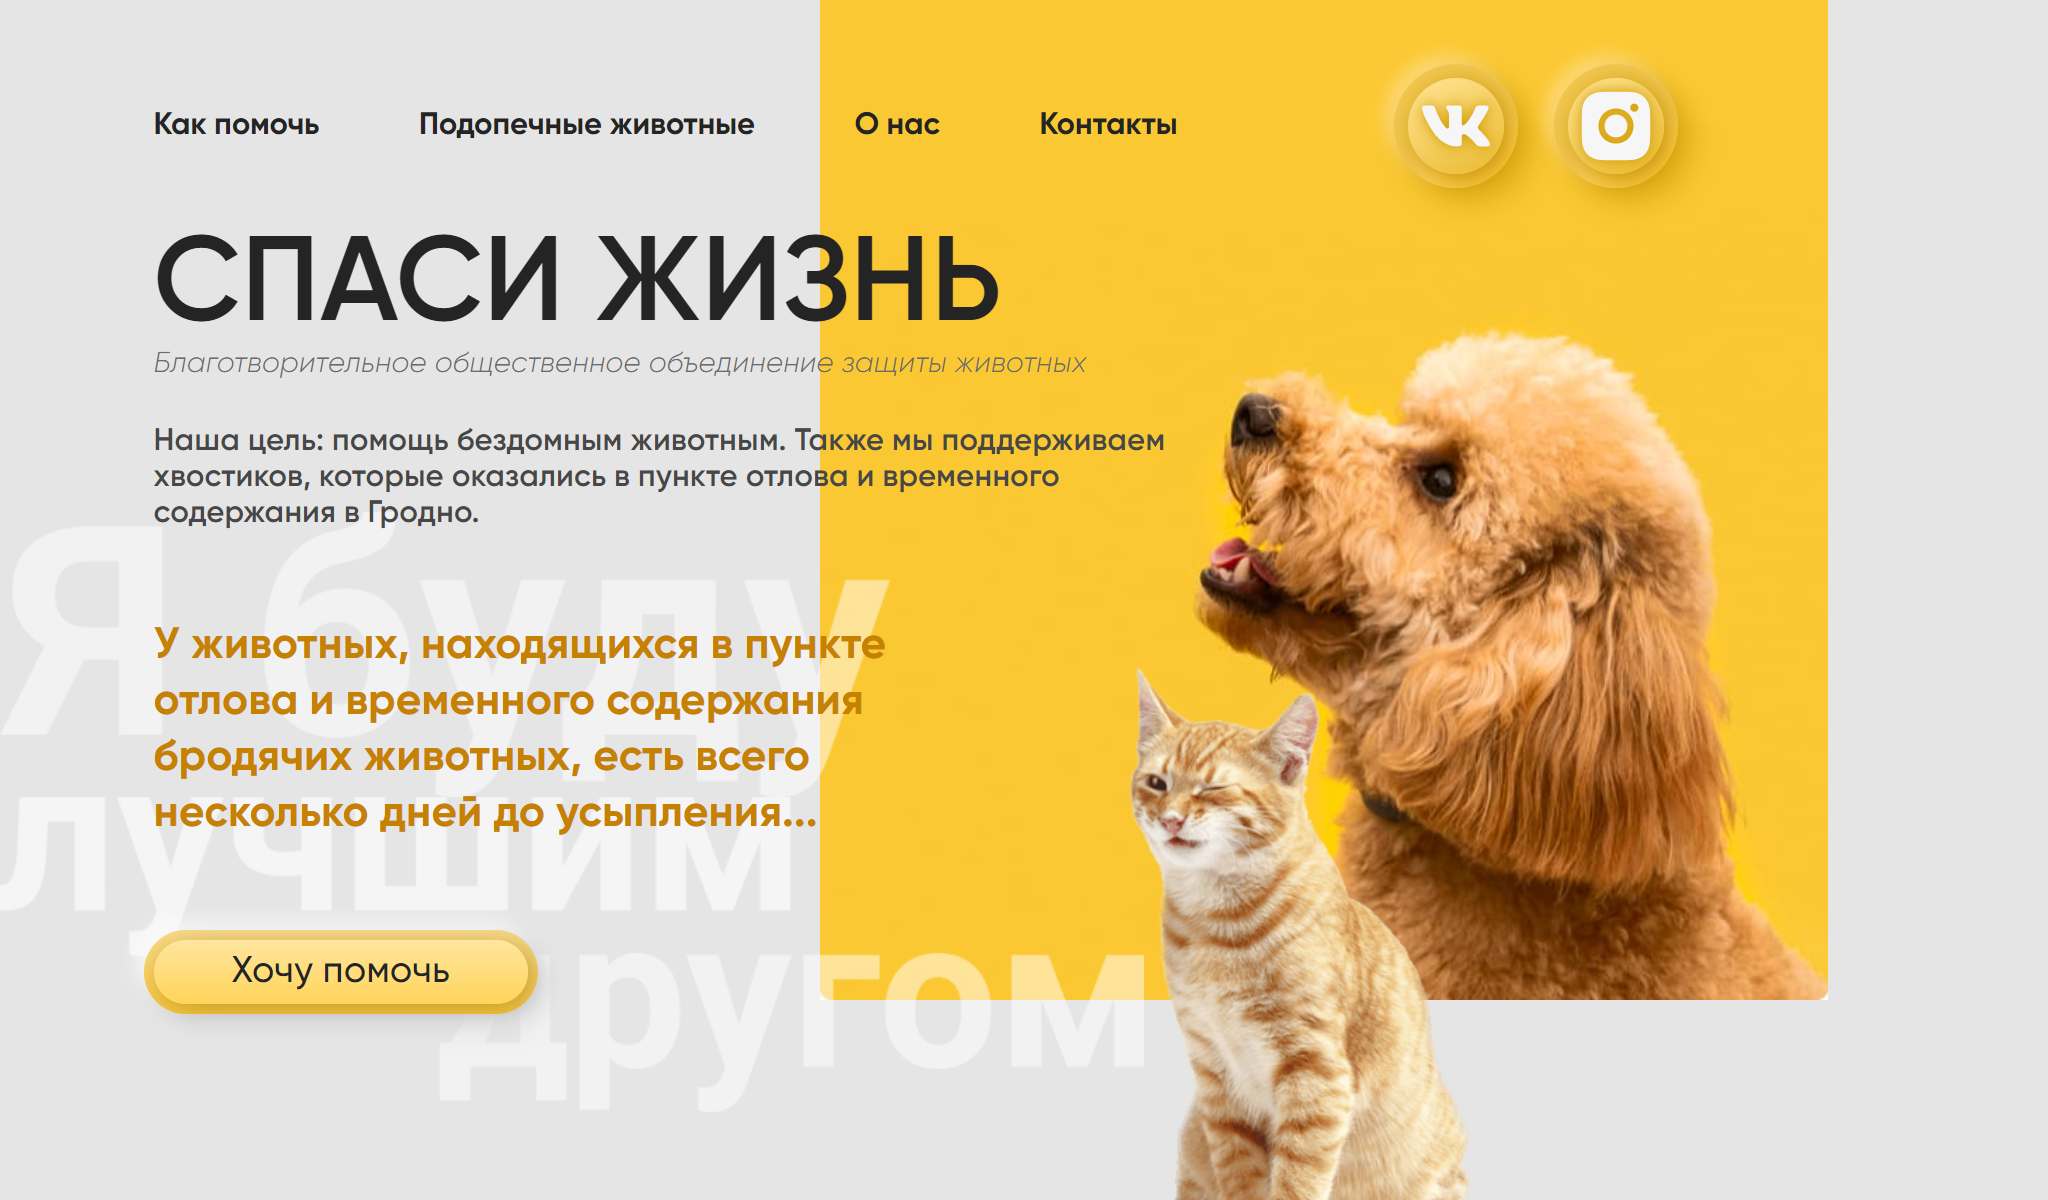 Как помочь
Подопечные животные
О нас
Контакты
СПАСИ ЖИЗНЬ
Благотворительное общественное объединение защиты животных
Наша цель: помощь бездомным животным. Также мы поддерживаем
хвостиков, которые оказались в пункте отлова и временного
содержания в Гродно.
Я буду
лучшим
другом
У животных, находящихся в пункте
отлова и временного содержания
бродячих животных, есть всего
несколько дней до усыпления...
Хочу помочь